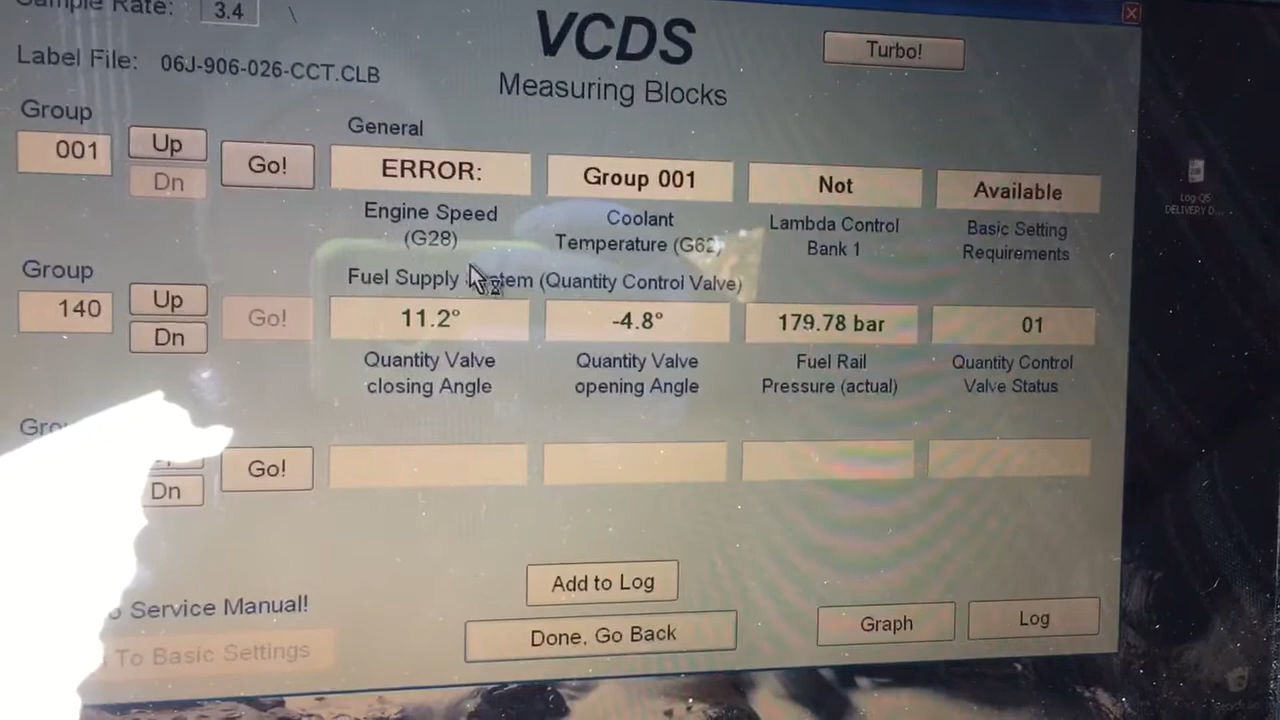 Sample Rate: 3.4
VCDS
Turbo!
Label File: 06J-906-026-CCT.CLB
Measuring Blocks
Group
General
001 Up Go! ERROR: Group 001 Not Available
Dn
Engine Speed Coolant Lambda Control Basic Setting
(G28) Temperature (G62) Bank 1 Requirements
Group
Fuel Supply (Quantity Control Valve)
140 Up Go! 11.2° -4.8° 179.78 bar 01
Dn
Quantity Valve Quantity Valve Fuel Rail Quantity Control
closing Angle opening Angle Pressure (actual) Valve Status
Go!
Dn
Add to Log
Service Manual!
Done, Go Back Graph Log
To Basic Settings
Log-Q5
DELIVERY D...